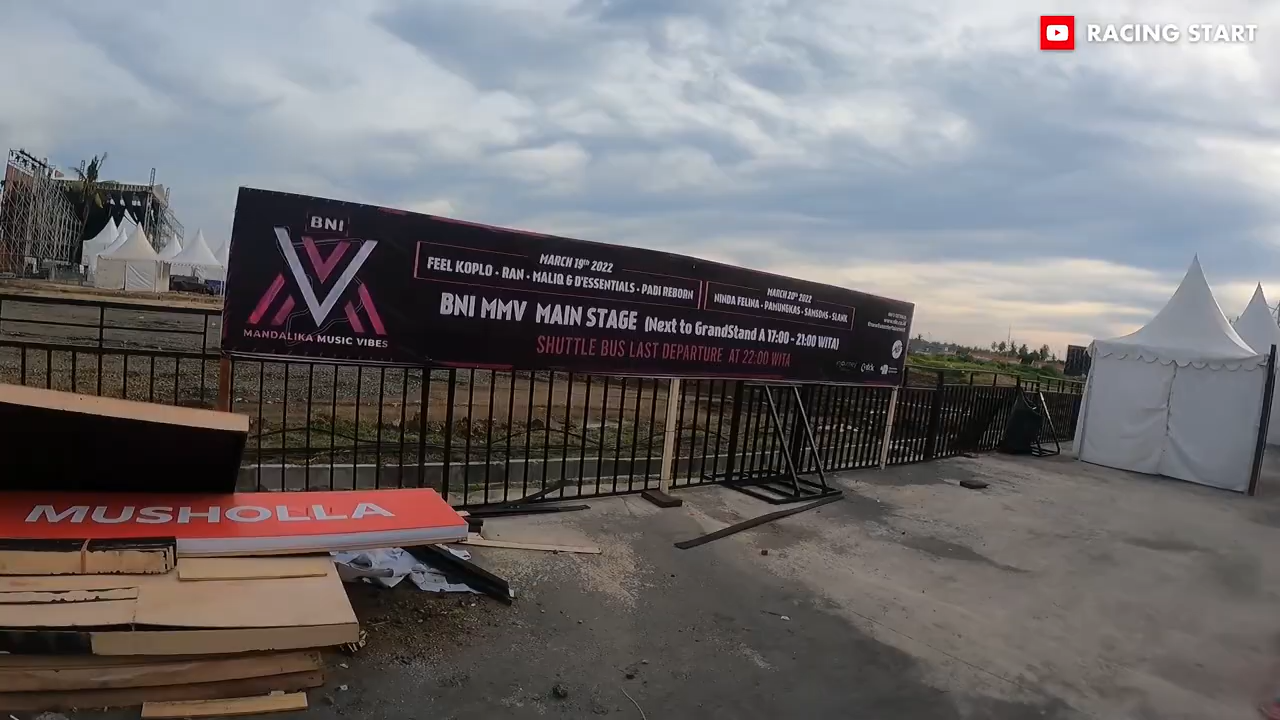 RACING START
BNI
MANDALIKA MUSIC VIBES
MARCH 19th 2022
FEEL KOPLO • RAN • MALIQ & D'ESSENTIALS • PADI REBORN
MARCH 20th 2022
NINDA FELINA • PAMUNGKAS • SAMSONS • SLANK
BNI MMV MAIN STAGE (Next to GrandStand A 17:00 - 21:00 WITA)
SHUTTLE BUS LAST DEPARTURE AT 22:00 WITA
MUSHOLLA